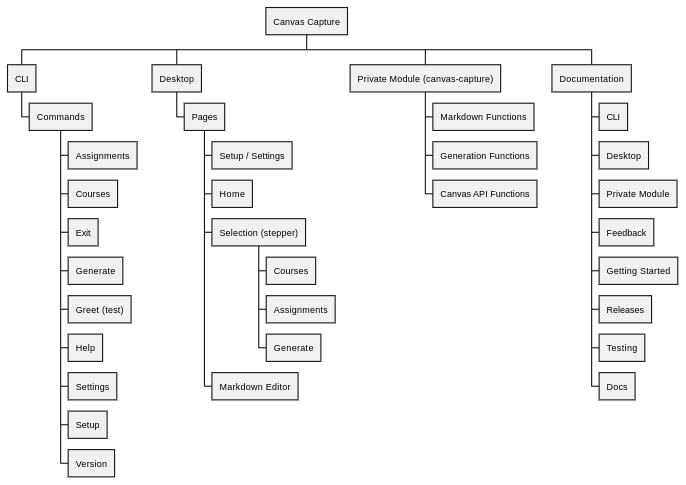 Canvas Capture
CLI
Desktop
Private Module (canvas-capture)
Documentation
Commands
Assignments
Courses
Exit
Generate
Greet (test)
Help
Settings
Setup
Version
Pages
Setup / Settings
Home
Selection (stepper)
Courses
Assignments
Generate
Markdown Editor
Markdown Functions
Generation Functions
Canvas API Functions
CLI
Desktop
Private Module
Feedback
Getting Started
Releases
Testing
Docs